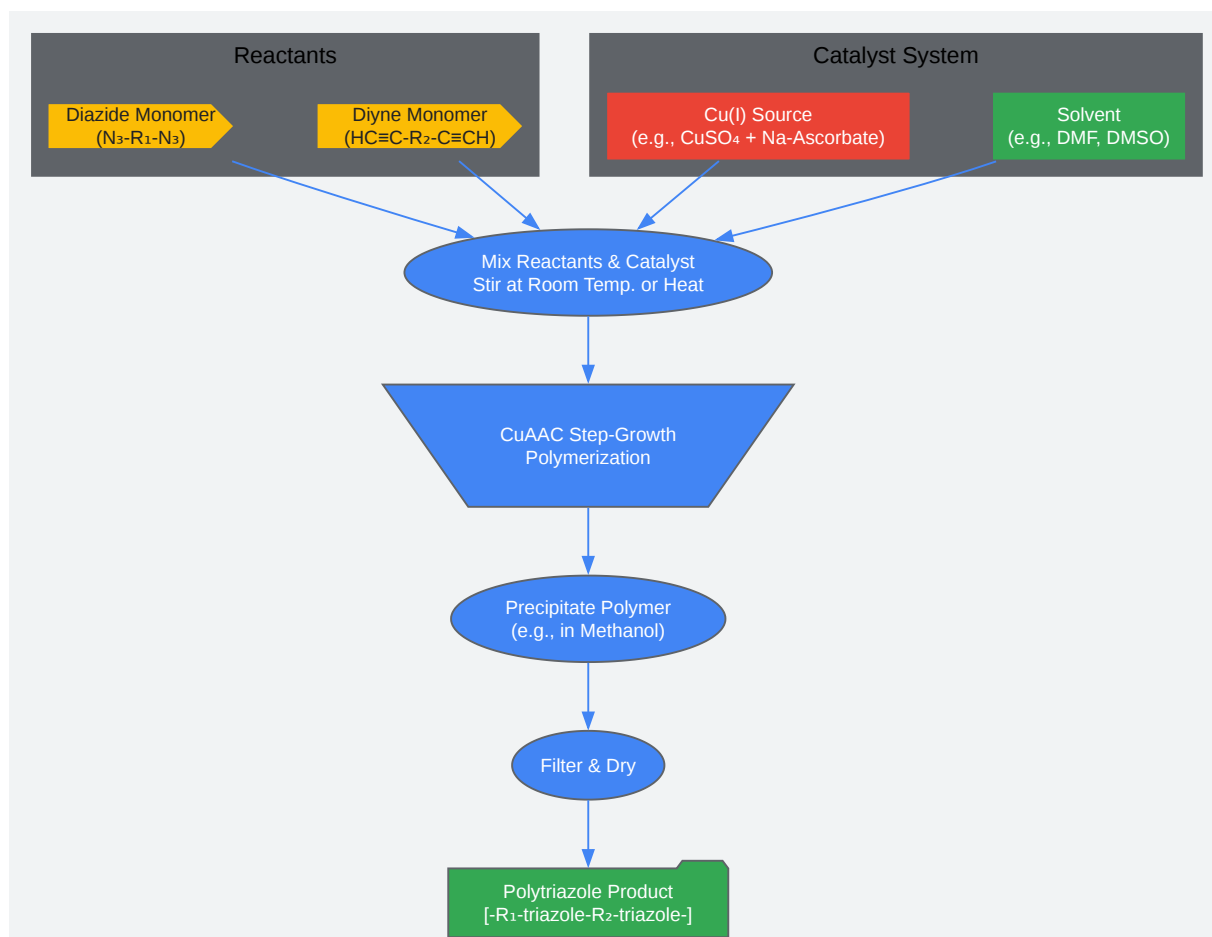 Reactants
Catalyst System
Diazide Monomer
(N₃-R₁-N₃)
Diyne Monomer
(HC≡C-R₂-C≡CH)
Cu(I) Source
(e.g., CuSO₄ + Na-Ascorbate)
Solvent
(e.g., DMF, DMSO)
Mix Reactants & Catalyst
Stir at Room Temp. or Heat
CuAAC Step-Growth
Polymerization
Precipitate Polymer
(e.g., in Methanol)
Filter & Dry
Polytriazole Product
[-R₁-triazole-R₂-triazole-]